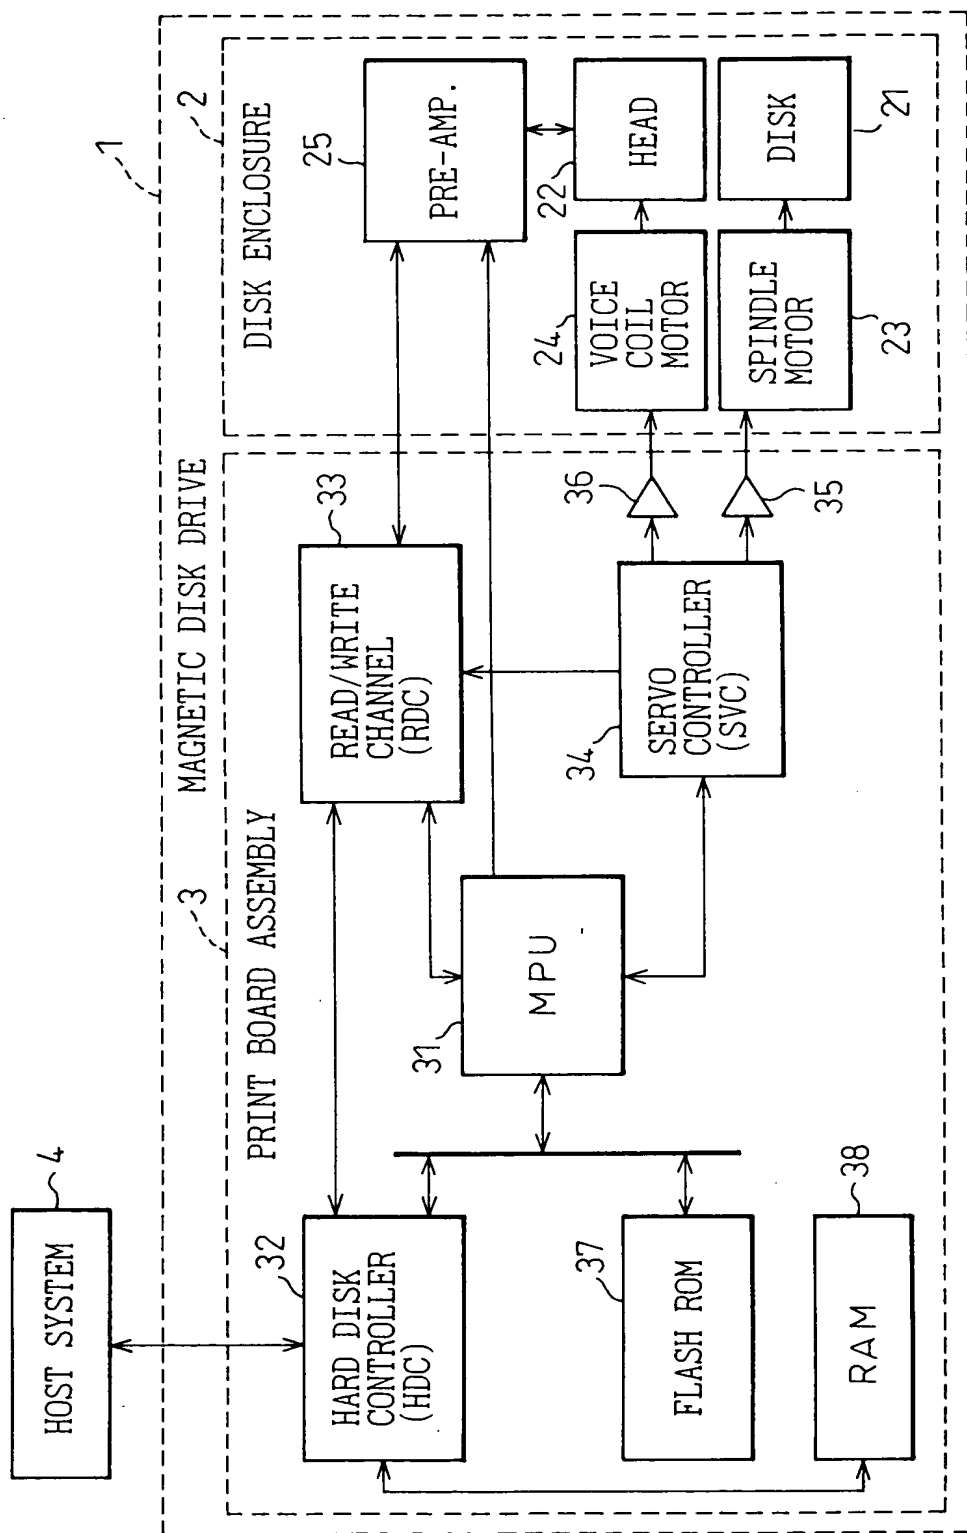 HOST SYSTEM
4
1
MAGNETIC DISK DRIVE
3
PRINT BOARD ASSEMBLY
2
DISK ENCLOSURE
32
HARD DISK
CONTROLLER
(HDC)
33
READ/WRITE
CHANNEL
(RDC)
25
PRE-AMP.
31
MPU
22
HEAD
24
VOICE
COIL
MOTOR
36
37
FLASH ROM
34
SERVO
CONTROLLER
(SVC)
35
SPINDLE
MOTOR
23
DISK
21
38
RAM